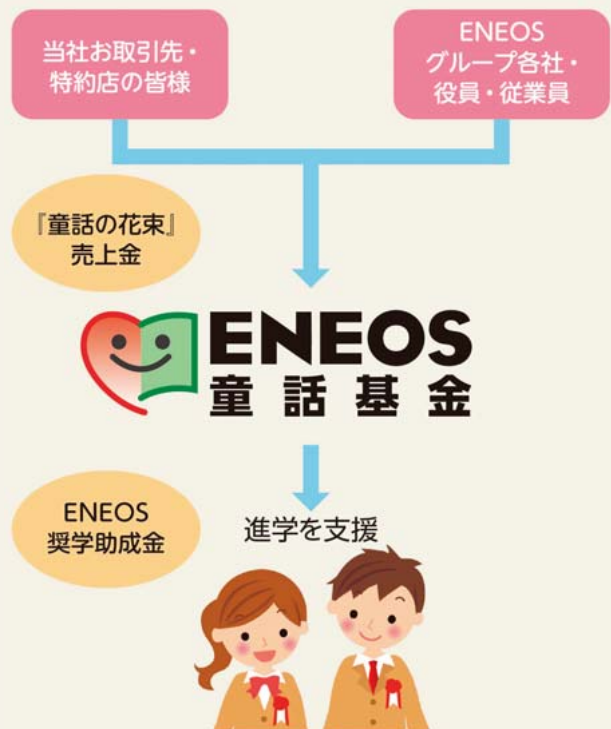 当社お取引先・
特約店の皆様
ENEOS
グループ各社・
役員・従業員
『童話の花束』
売上金
ENEOS
童話基金
ENEOS
奨学助成金
進学を支援